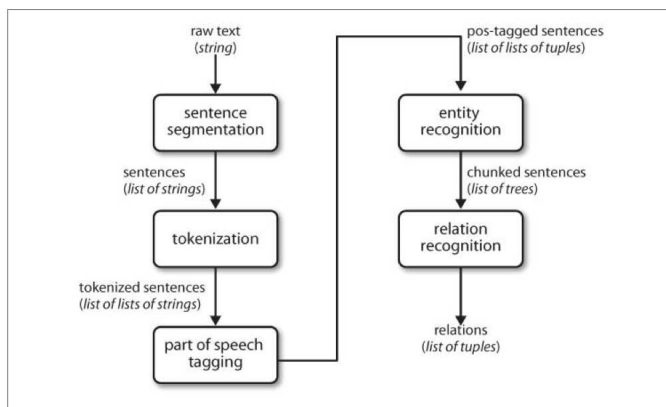 raw text
(string)
sentence
segmentation
sentences
(list of strings)
tokenization
tokenized sentences
(list of lists of strings)
part of speech
tagging
pos-tagged sentences
(list of lists of tuples)
entity
recognition
chunked sentences
(list of trees)
relation
recognition
relations
(list of tuples)